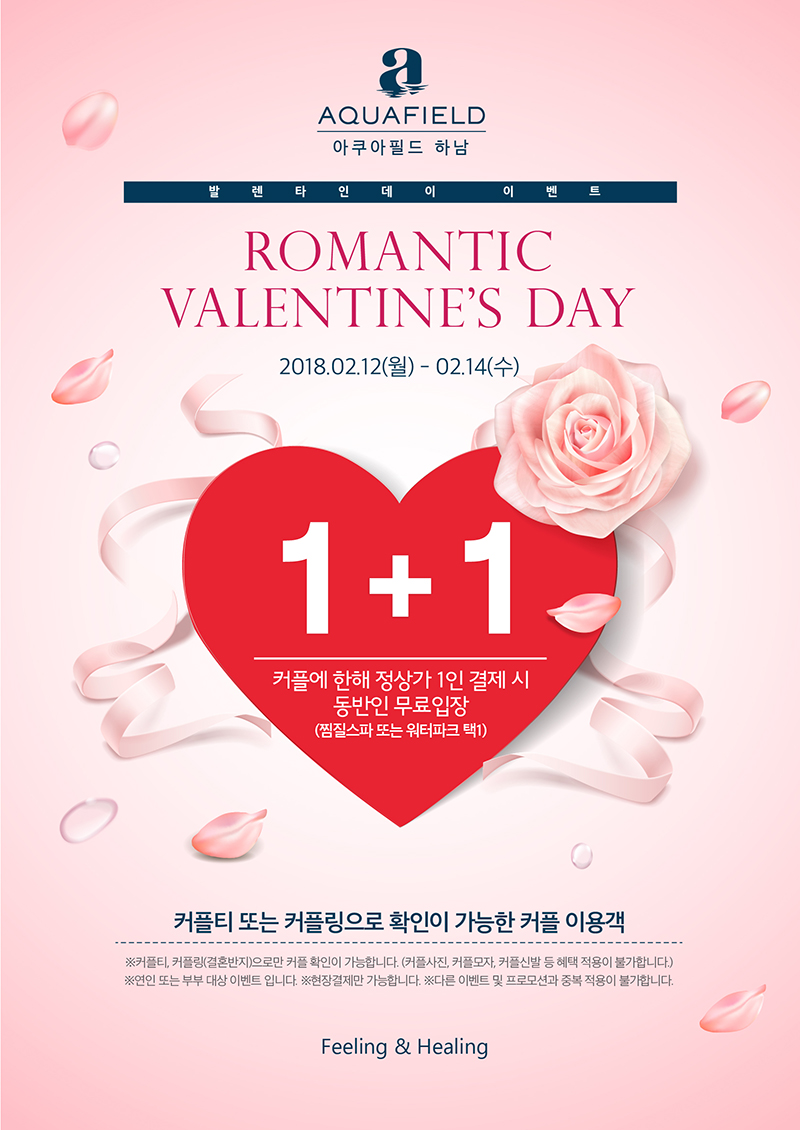 a
AQUAFIELD
아쿠아필드 하남
발렌타인데이 이벤트
ROMANTIC
VALENTINE'S DAY
2018.02.12(월) - 02.14(수)
1+1
커플에 한해 정상가 1인 결제 시
동반인 무료입장
(찜질스파 또는 워터파크 택1)
커플티 또는 커플링으로 확인이 가능한 커플 이용객
※커플티, 커플링(결혼반지)으로만 커플 확인이 가능합니다. (커플사진, 커플모자, 커플신발 등 혜택 적용이 불가합니다.)
※연인 또는 부부 대상 이벤트 입니다. ※현장결제만 가능합니다. ※다른 이벤트 및 프로모션과 중복 적용이 불가합니다.
Feeling & Healing